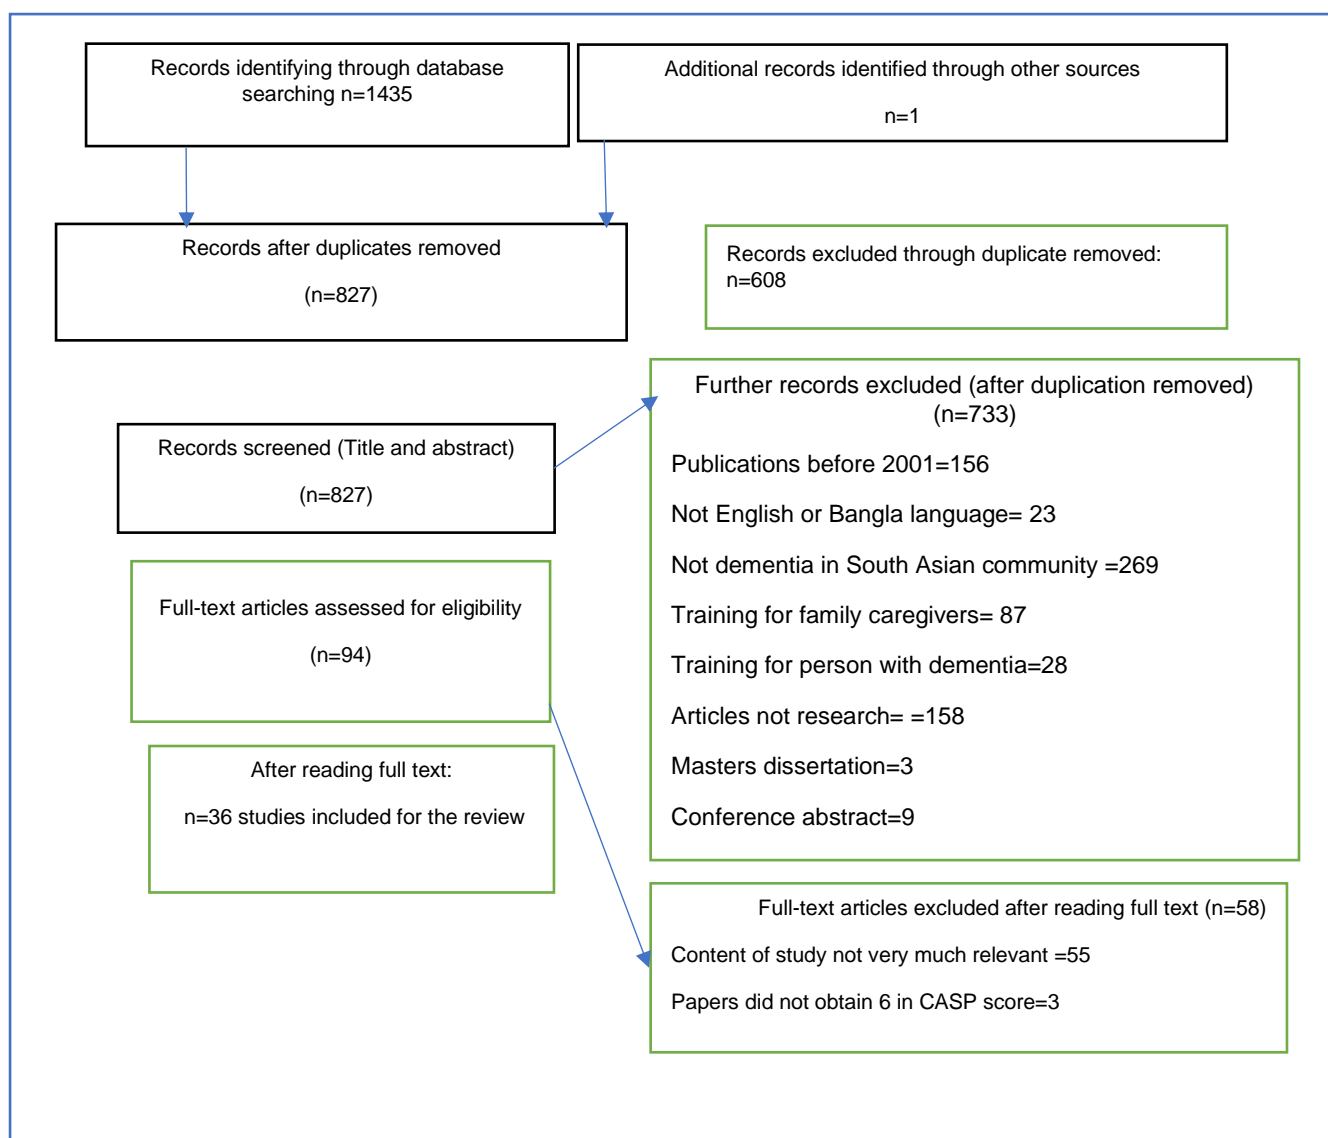 Records identifying through database
searching n=1435
Additional records identified through other sources
n=1
Records after duplicates removed
(n=827)
Records excluded through duplicate removed:
n=608
Records screened (Title and abstract)
(n=827)
Further records excluded (after duplication removed)
(n=733)
Publications before 2001=156
Not English or Bangla language= 23
Not dementia in South Asian community =269
Training for family caregivers= 87
Training for person with dementia=28
Articles not research= =158
Masters dissertation=3
Conference abstract=9
Full-text articles assessed for eligibility
(n=94)
After reading full text:
n=36 studies included for the review
Full-text articles excluded after reading full text (n=58)
Content of study not very much relevant =55
Papers did not obtain 6 in CASP score=3